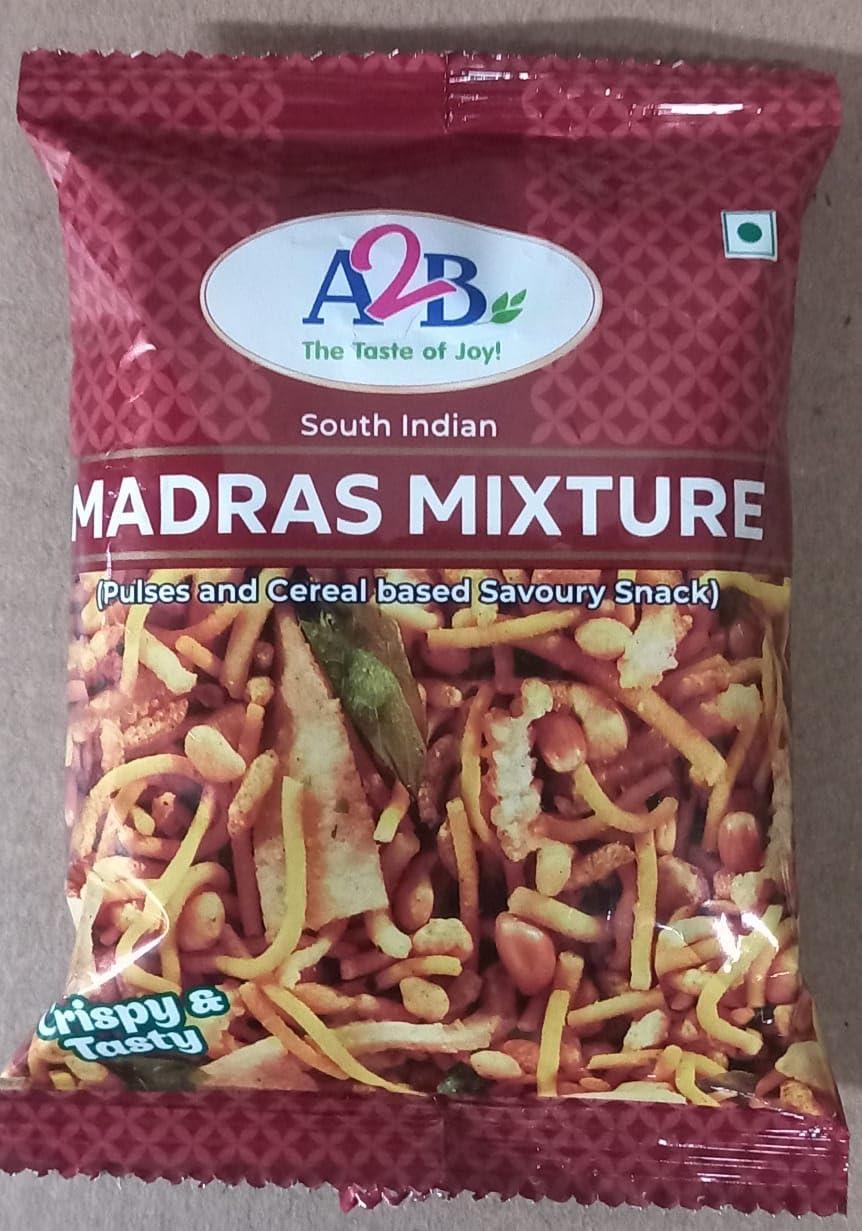 A2B
The Taste of Joy!
South Indian
MADRAS MIXTURE
(Pulses and Cereal based Savoury Snack)
Crispy &
Tasty